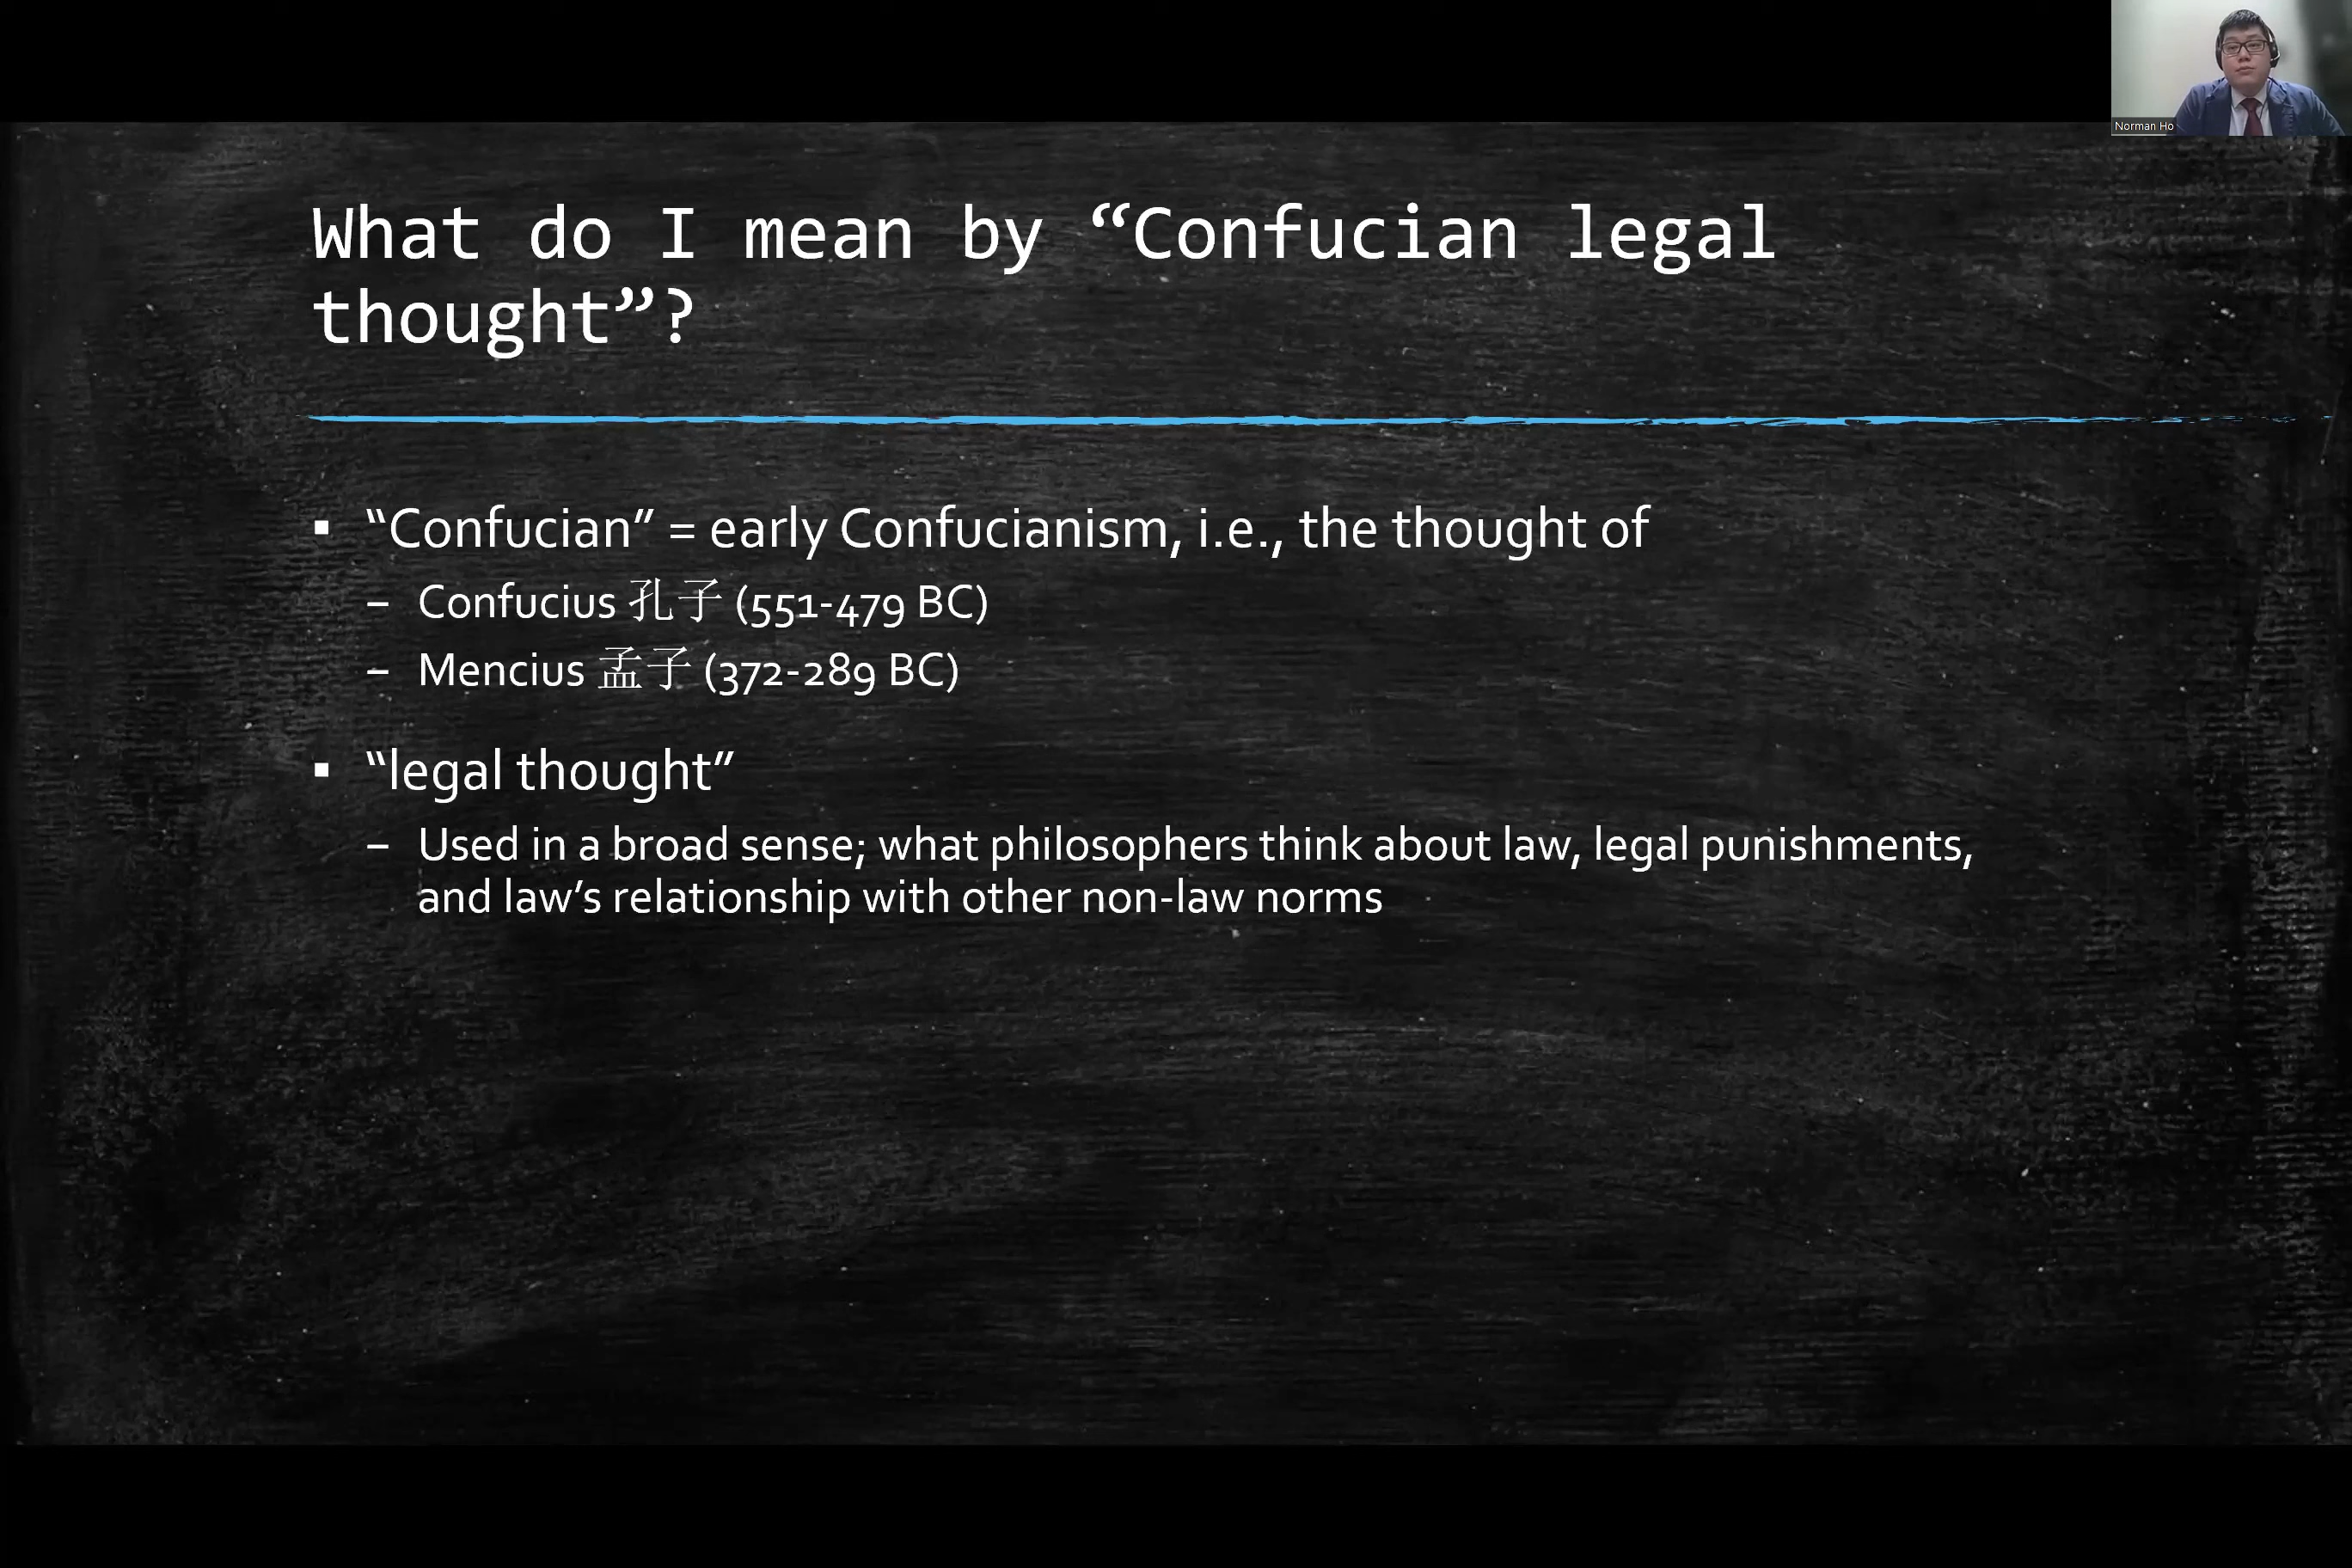 Norman Ho
What do I mean by “Confucian legal
thought”?
▪ “Confucian” = early Confucianism, i.e., the thought of
– Confucius 孔子 (551-479 BC)
– Mencius 孟子 (372-289 BC)
▪ “legal thought”
– Used in a broad sense; what philosophers think about law, legal punishments,
and law’s relationship with other non-law norms